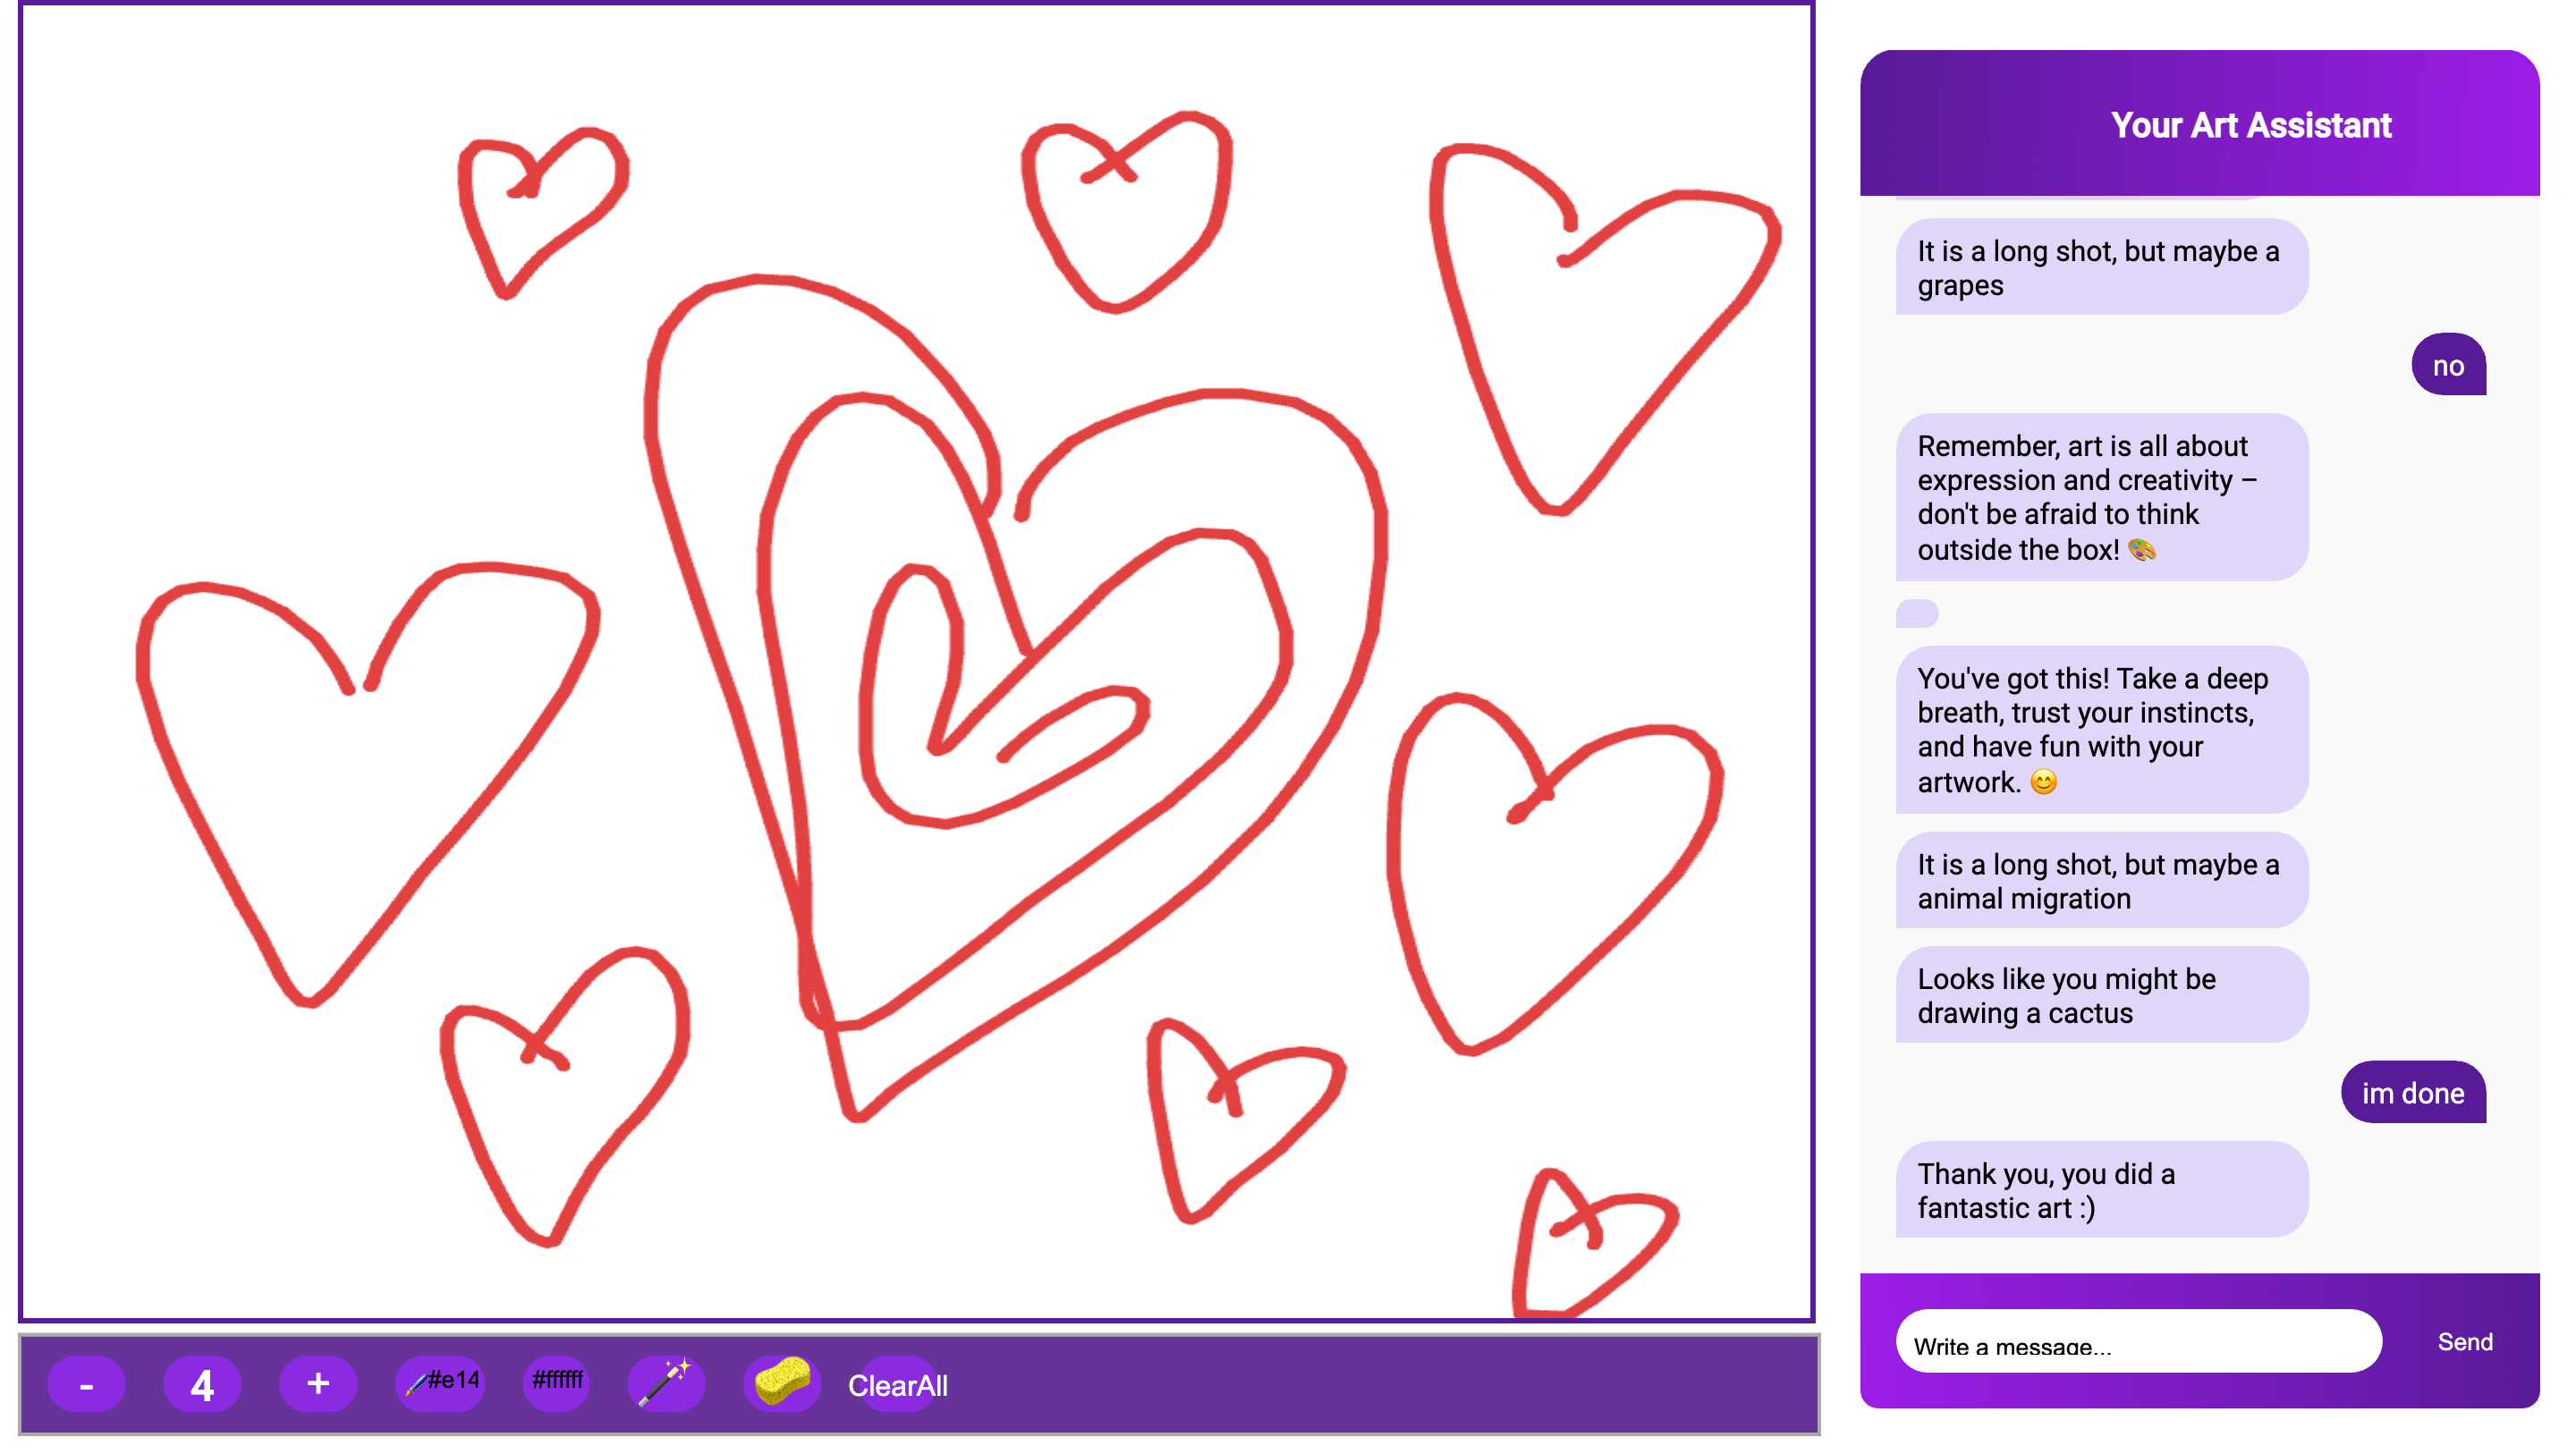 Your Art Assistant
It is a long shot, but maybe a
grapes
no
Remember, art is all about
expression and creativity –
don't be afraid to think
outside the box! 🎨
You've got this! Take a deep
breath, trust your instincts,
and have fun with your
artwork. 😊
It is a long shot, but maybe a
animal migration
Looks like you might be
drawing a cactus
im done
Thank you, you did a
fantastic art :)
Write a message...
Send
- 4 + #e14 #ffffff ClearAll